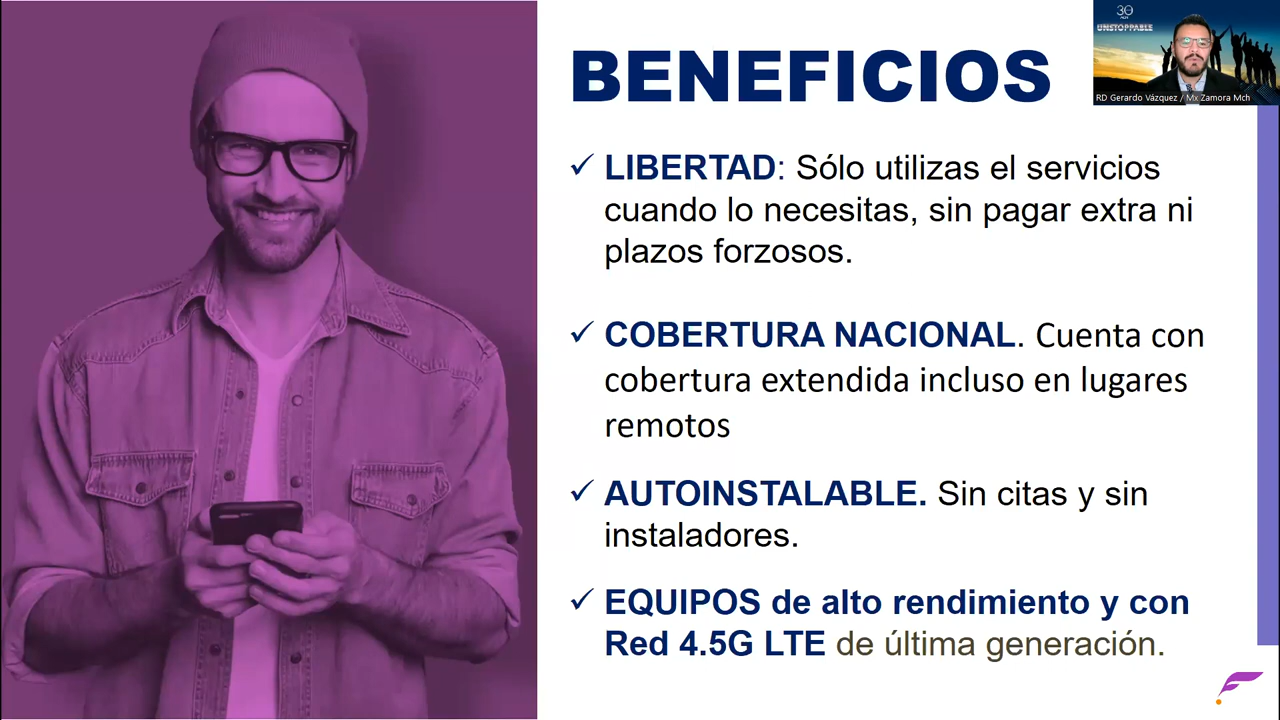 BENEFICIOS
30
UNSTOPPABLE
RD Gerardo Vázquez / Mx Zamora Mch
✓ LIBERTAD: Sólo utilizas el servicios
cuando lo necesitas, sin pagar extra ni
plazos forzosos.
✓ COBERTURA NACIONAL. Cuenta con
cobertura extendida incluso en lugares
remotos
✓ AUTOINSTALABLE. Sin citas y sin
instaladores.
✓ EQUIPOS de alto rendimiento y con
Red 4.5G LTE de última generación.